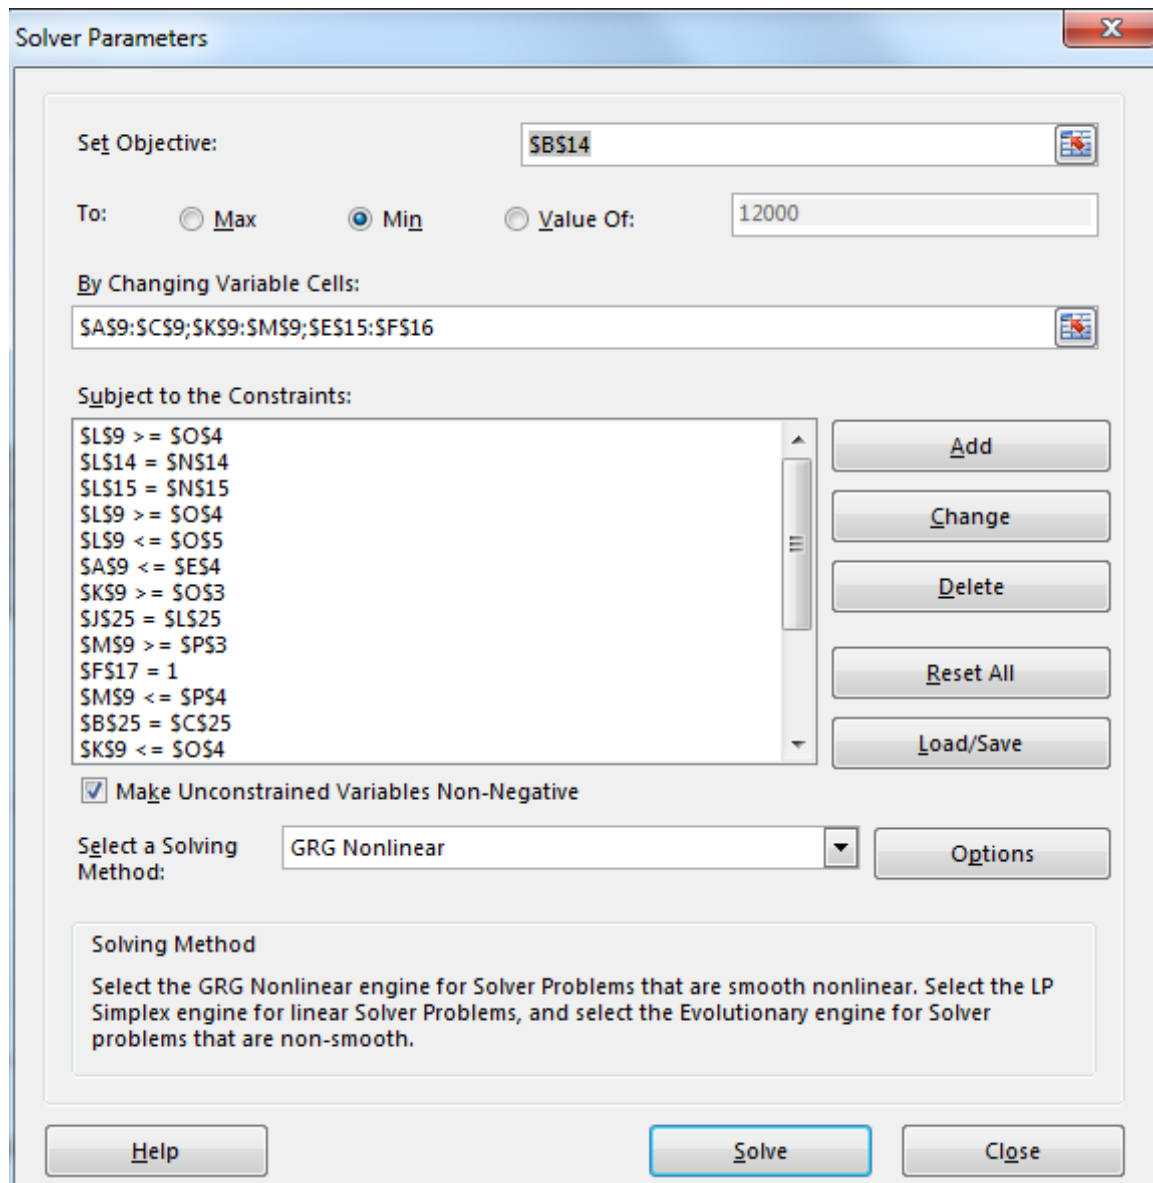 Solver Parameters
Set Objective: $B$14
To: Max Min Value Of: 12000
By Changing Variable Cells:
$A$9:$C$9;$K$9:$M$9;$E$15:$F$16
Subject to the Constraints:
$L$9 >= $O$4
$L$14 = $N$14
$L$15 = $N$15
$L$9 >= $O$4
$L$9 <= $O$5
$A$9 <= $E$4
$K$9 >= $O$3
$J$25 = $L$25
$M$9 >= $P$3
$F$17 = 1
$M$9 <= $P$4
$B$25 = $C$25
$K$9 <= $O$4
Add
Change
Delete
Reset All
Load/Save
Make Unconstrained Variables Non-Negative
Select a Solving
Method:
GRG Nonlinear
Options
Solving Method
Select the GRG Nonlinear engine for Solver Problems that are smooth nonlinear. Select the LP
Simplex engine for linear Solver Problems, and select the Evolutionary engine for Solver
problems that are non-smooth.
Help Solve Close